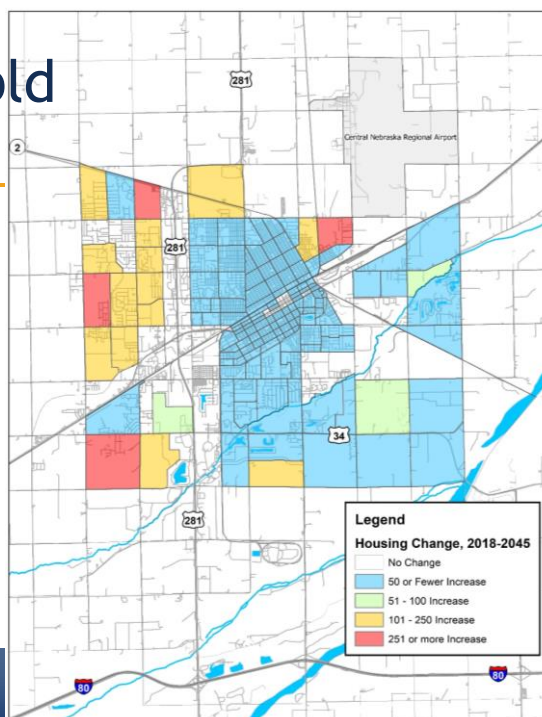 old
281
Central Nebraska Regional Airport
2
281
34
281
Legend
Housing Change, 2018-2045
No Change
50 or Fewer Increase
51 - 100 Increase
101 - 250 Increase
251 or more Increase
80
80